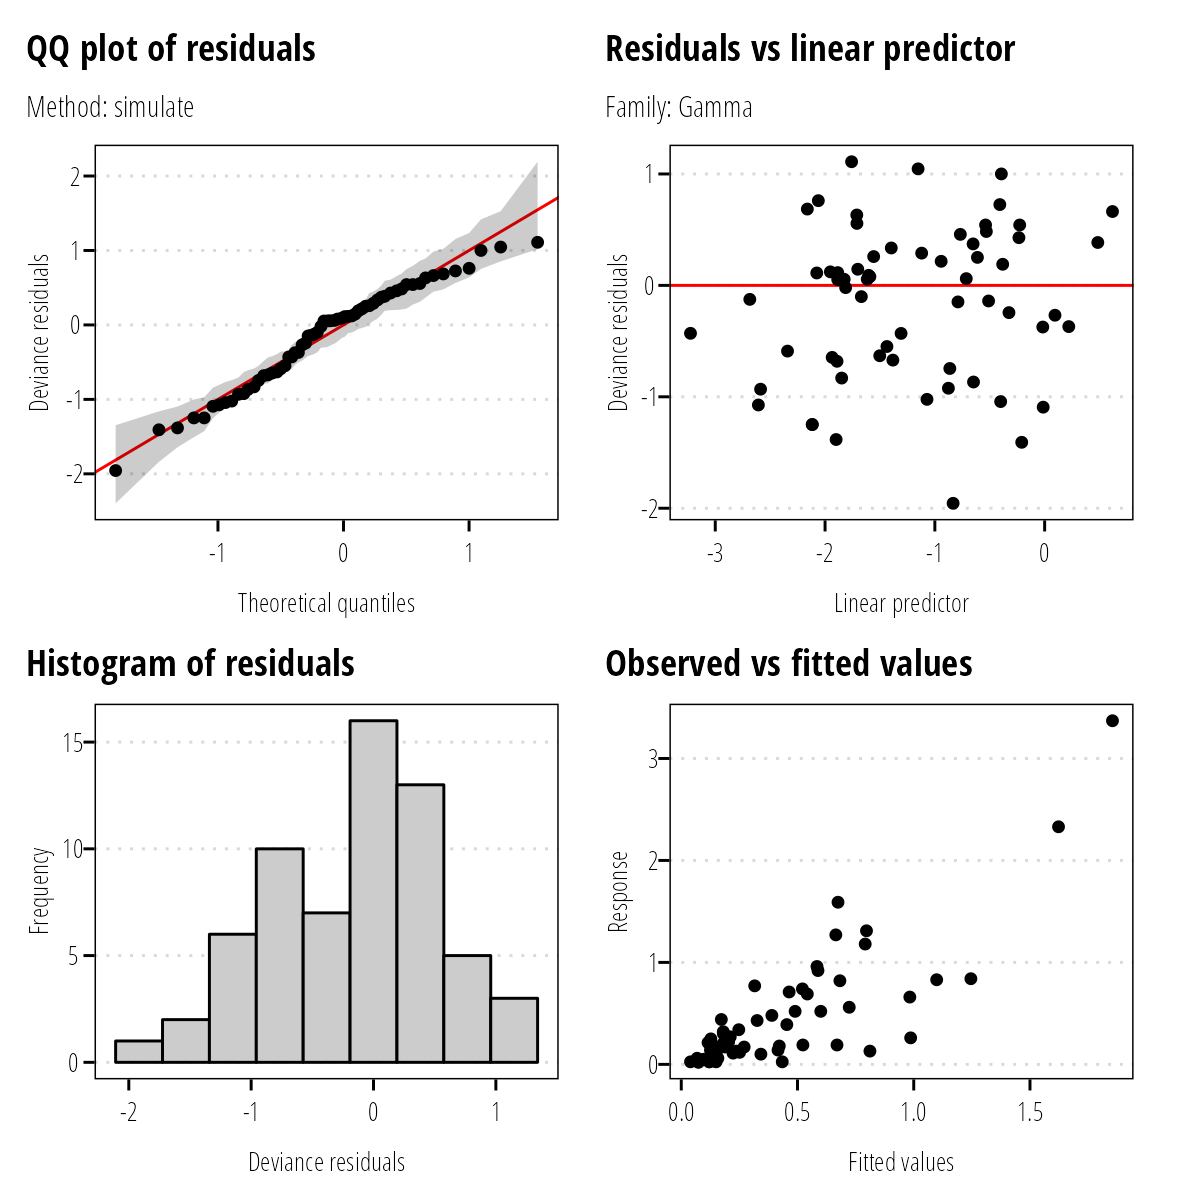 QQ plot of residuals
Method: simulate
2
1
0
-1
-2
Deviance residuals
-1
0
1
Theoretical quantiles
Residuals vs linear predictor
Family: Gamma
1
0
-1
-2
Deviance residuals
-3
-2
-1
0
Linear predictor
Histogram of residuals
15
10
5
0
Frequency
-2
-1
0
1
Deviance residuals
Observed vs fitted values
3
2
1
0
Response
0.0
0.5
1.0
1.5
Fitted values